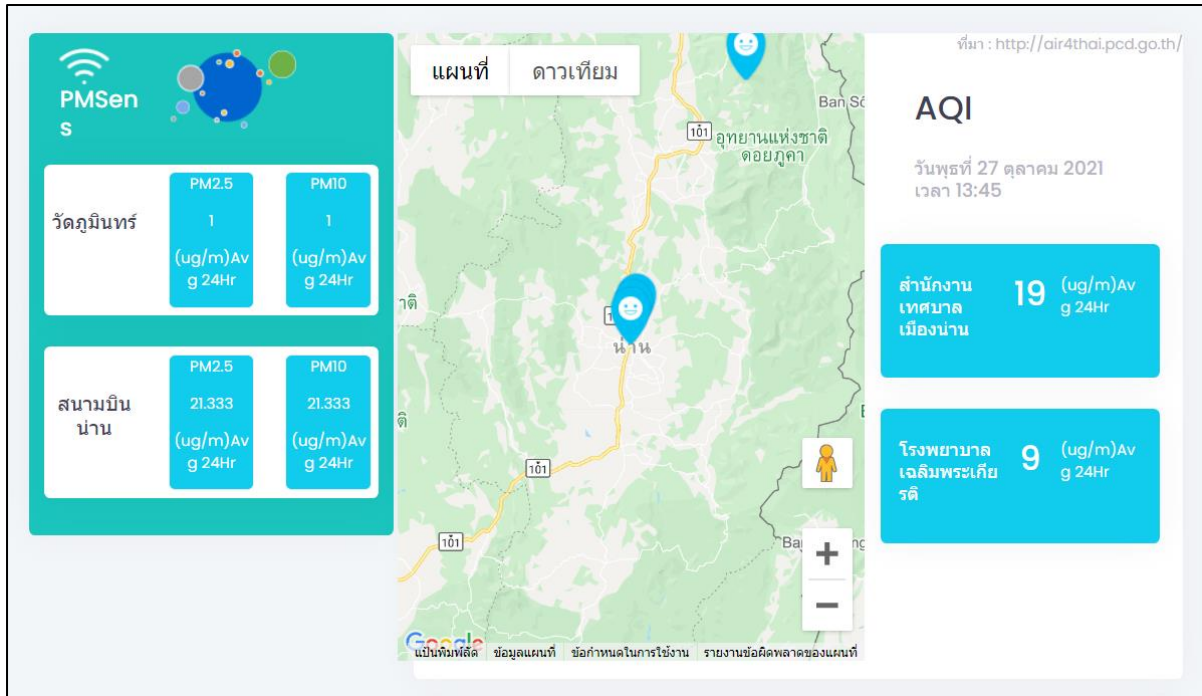 PMSen
s
วัดภูมินทร์
PM2.5
1
(ug/m)Av
g 24Hr
PM10
1
(ug/m)Av
g 24Hr
สนามบิน
น่าน
PM2.5
21.333
(ug/m)Av
g 24Hr
PM10
21.333
(ug/m)Av
g 24Hr
แผนที่ ดาวเทียม
Ban
101
อุทยานแห่งชาติ
ดอยภูคา
น่าน
101
101
Google
แป้นพิมพ์ลัด ข้อมูลแผนที่ ข้อกำหนดในการใช้งาน รายงานข้อผิดพลาดของแผนที่
ที่มา : http://air4thai.pcd.go.th/
AQI
วันพุธที่ 27 ตุลาคม 2021
เวลา 13:45
สำนักงาน
เทศบาล
เมืองน่าน
19
(ug/m)Av
g 24Hr
โรงพยาบาล
เฉลิมพระเกีย
รติ
9
(ug/m)Av
g 24Hr